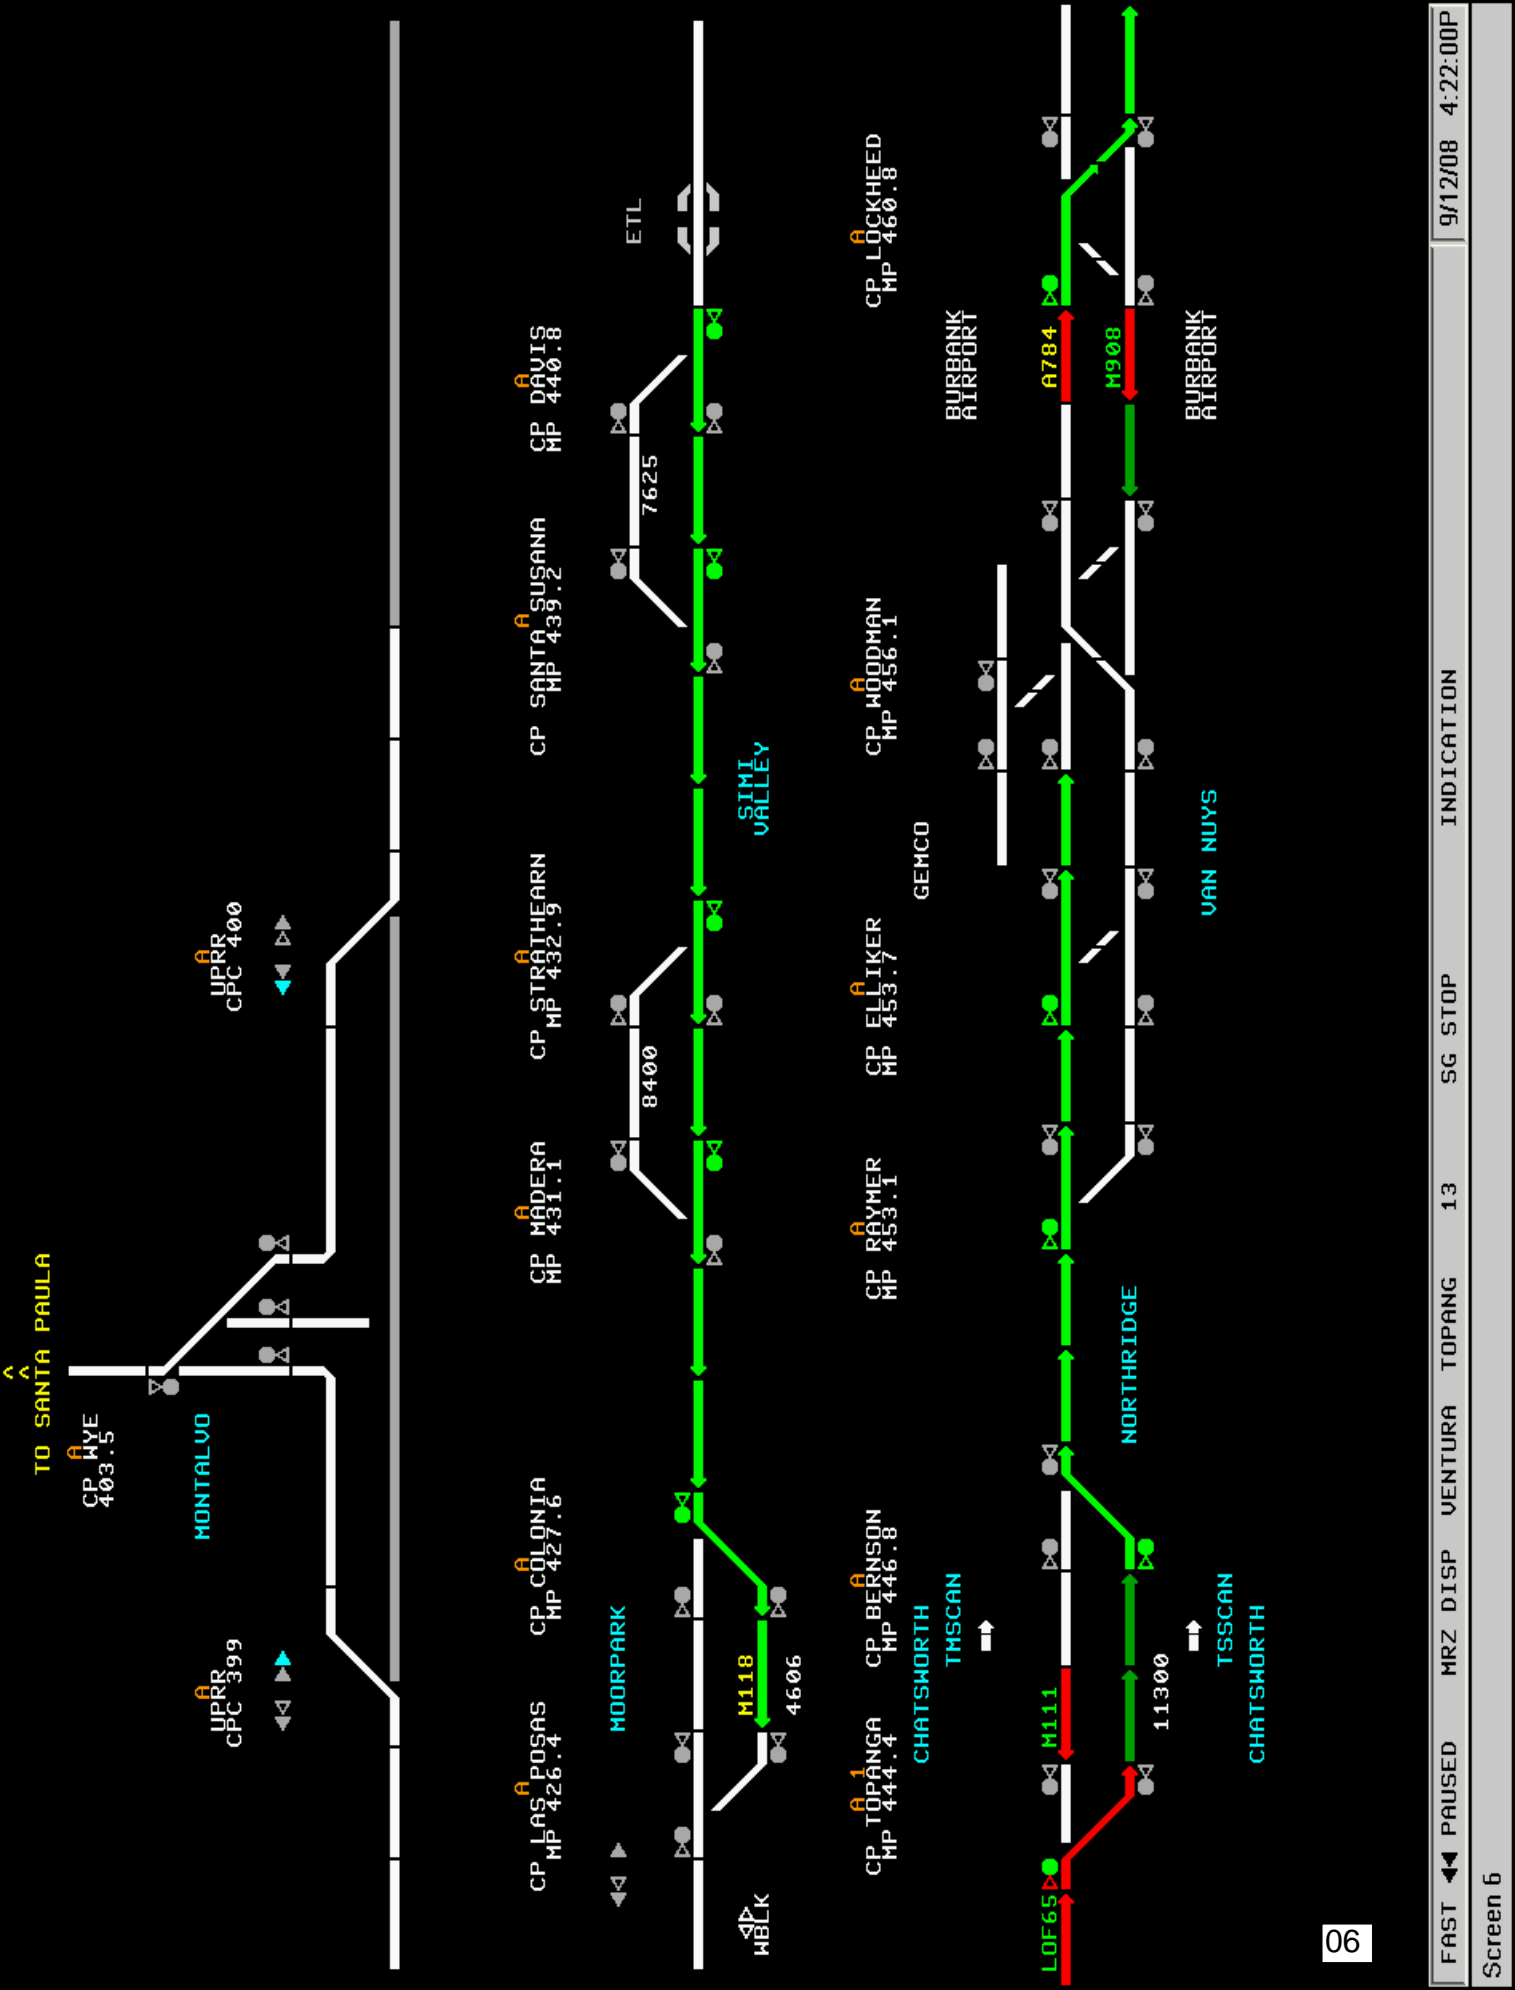 ^
^
TO SANTA PAULA
A
CP WYE
403.5
MONTALVO
A
UPRR
CPC 399
A
UPRR
CPC 400
A
CP LAS POSAS
MP 426.4
A
CP COLONIA
MP 427.6
A
CP MADERA
MP 431.1
A
CP STRATHEARN
MP 432.9
A
CP SANTA SUSANA
MP 439.2
A
CP DAVIS
MP 440.8
MOORPARK
8400
7625
ETL
M118
4606
WBLK
SIMI
VALLEY
A 1
CP TOPANGA
MP 444.4
A
CP BERNSON
MP 446.8
A
CP RAYMER
MP 453.1
A
CP ELLIKER
MP 453.7
A
CP WOODMAN
MP 456.1
A
CP LOCKHEED
MP 460.8
CHATSWORTH
TMSCAN
GEMCO
BURBANK
AIRPORT
LOF65
M111
A784
M908
NORTHRIDGE
11300
TSSCAN
CHATSWORTH
VAN NUYS
BURBANK
AIRPORT
06
FAST ◀◀ PAUSED MRZ DISP VENTURA TOPANG 13 SG STOP INDICATION 9/12/08 4:22:00P
Screen 6